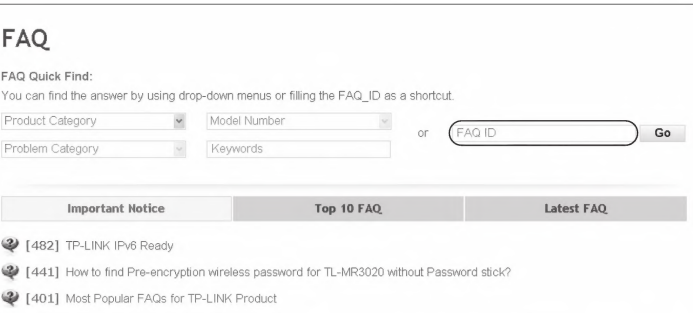 FAQ
FAQ Quick Find:
You can find the answer by using drop-down menus or filling the FAQ_ID as a shortcut.
Product Category Model Number
or FAQ ID Go
Problem Category Keywords
Important Notice Top 10 FAQ Latest FAQ
[482] TP-LINK IPv6 Ready
[441] How to find Pre-encryption wireless password for TL-MR3020 without Password stick?
[401] Most Popular FAQs for TP-LINK Product